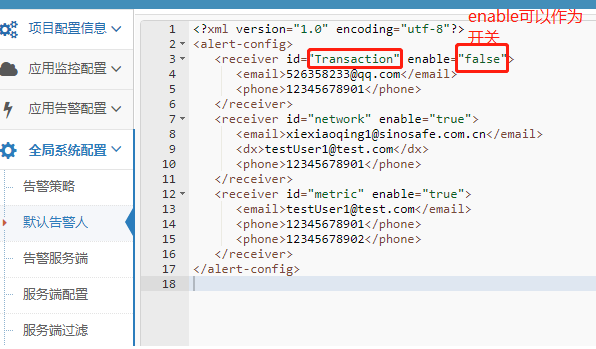 项目配置信息
应用监控配置
应用告警配置
全局系统配置
告警策略
默认告警人
告警服务端
服务端配置
服务端过滤
enable可以作为
开关
1 <?xml version="1.0" encoding="utf-8"?>
2 <alert-config>
3 <receiver id="Transaction" enable="false">
4 <email>526358233@qq.com</email>
5 <phone>12345678901</phone>
6 </receiver>
7 <receiver id="network" enable="true">
8 <email>xiexiaoqing1@sinosafe.com.cn</email>
9 <dx>testUser1@test.com</dx>
10 <phone>12345678901</phone>
11 </receiver>
12 <receiver id="metric" enable="true">
13 <email>testUser1@test.com</email>
14 <phone>12345678901</phone>
15 <phone>12345678902</phone>
16 </receiver>
17 </alert-config>
18